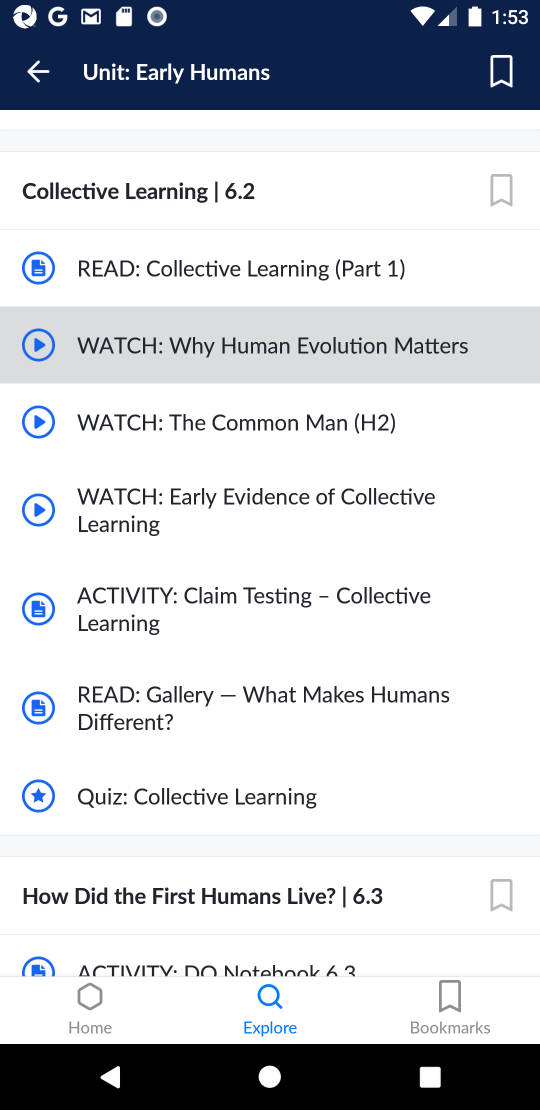 1:53
Unit: Early Humans
Collective Learning | 6.2
READ: Collective Learning (Part 1)
WATCH: Why Human Evolution Matters
WATCH: The Common Man (H2)
WATCH: Early Evidence of Collective
Learning
ACTIVITY: Claim Testing – Collective
Learning
READ: Gallery — What Makes Humans
Different?
Quiz: Collective Learning
How Did the First Humans Live? | 6.3
ACTIVITY: DQ Notebook 6.3
Home
Explore
Bookmarks